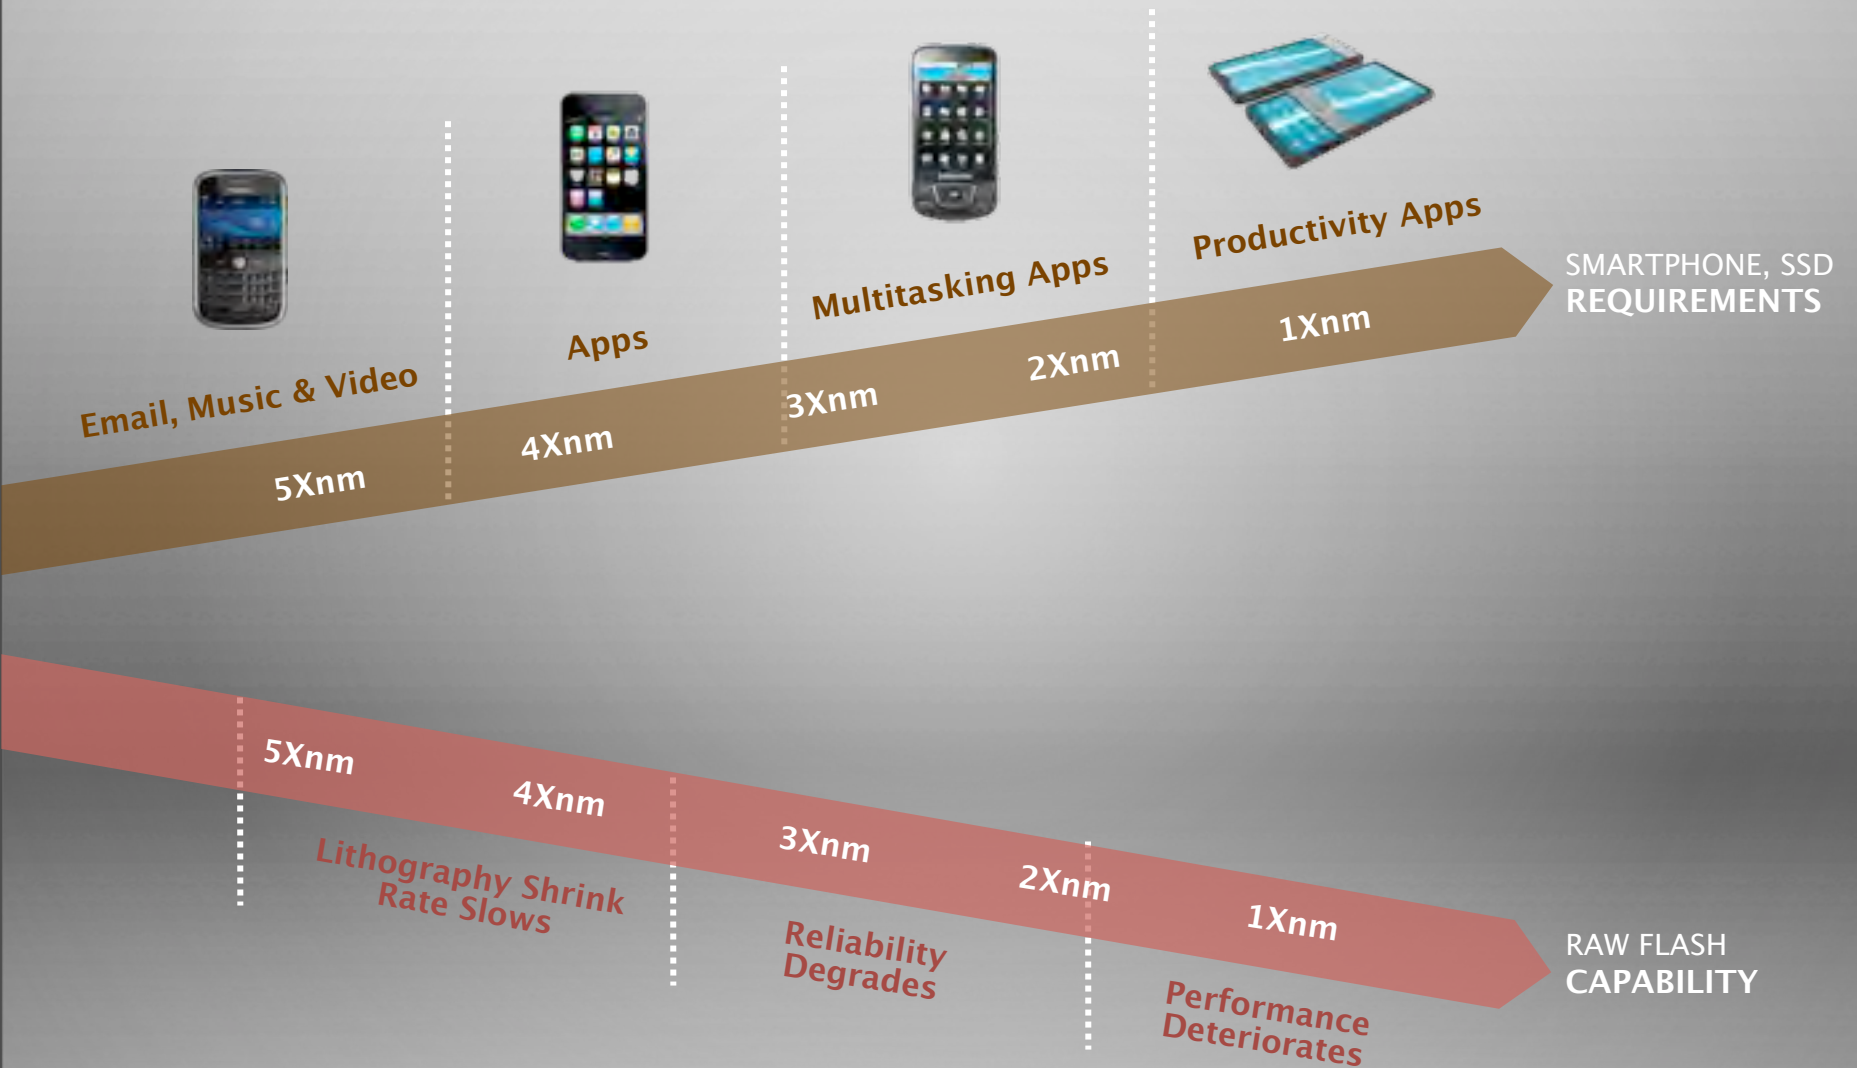 Email, Music & Video
Apps
Multitasking Apps
Productivity Apps
5Xnm
4Xnm
3Xnm
2Xnm
1Xnm
SMARTPHONE, SSD
REQUIREMENTS
5Xnm
4Xnm
3Xnm
2Xnm
1Xnm
RAW FLASH
CAPABILITY
Lithography Shrink
Rate Slows
Reliability
Degrades
Performance
Deteriorates